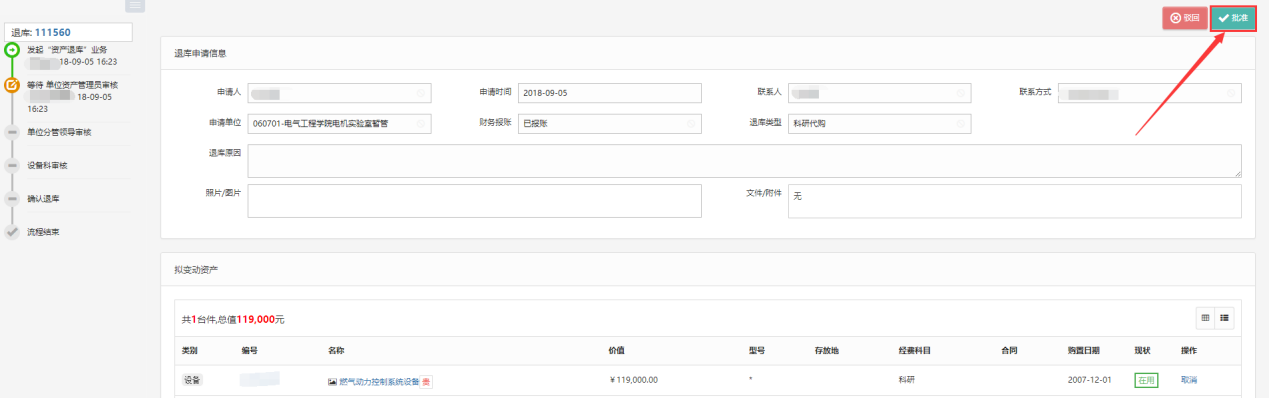 驳回 批准
退库: 111560
发起 “资产退库” 业务
18-09-05 16:23
等待 单位资产管理员审核
18-09-05
16:23
单位分管领导审核
设备科审核
确认退库
流程结束
退库申请信息
申请人 申请时间 2018-09-05 联系人 联系方式
申请单位 060701-电气工程学院电机实验室暂管 财务报账 已报账 退库类型 科研代购
退库原因
照片/图片 文件/附件 无
拟变动资产
共1台件,总值119,000元
类别 编号 名称 价值 型号 存放地 经费科目 合同 购置日期 现状 操作
设备 燃气动力控制系统设备 贵 ¥119,000.00 * 科研 2007-12-01 在用 取消